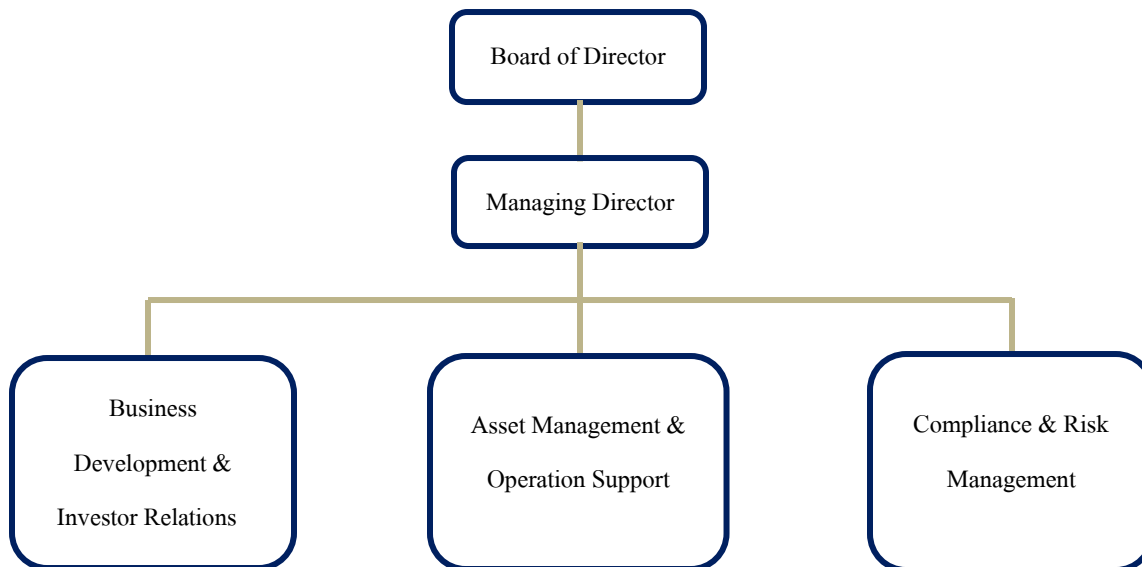 Board of Director
Managing Director
Business
Development &
Investor Relations
Asset Management &
Operation Support
Compliance & Risk
Management